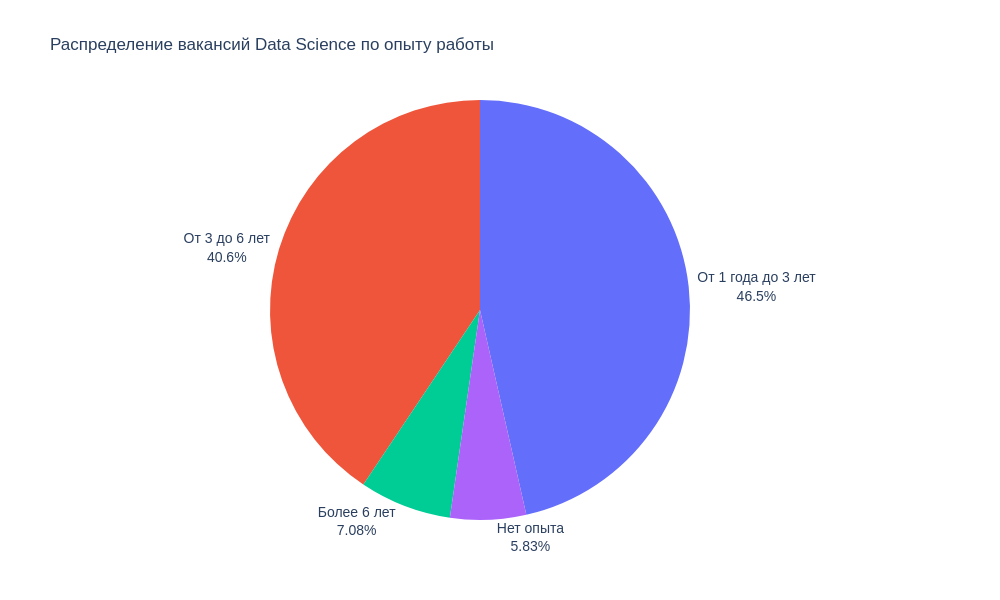 Распределение вакансий Data Science по опыту работы
От 3 до 6 лет
40.6%
От 1 года до 3 лет
46.5%
Более 6 лет
7.08%
Нет опыта
5.83%